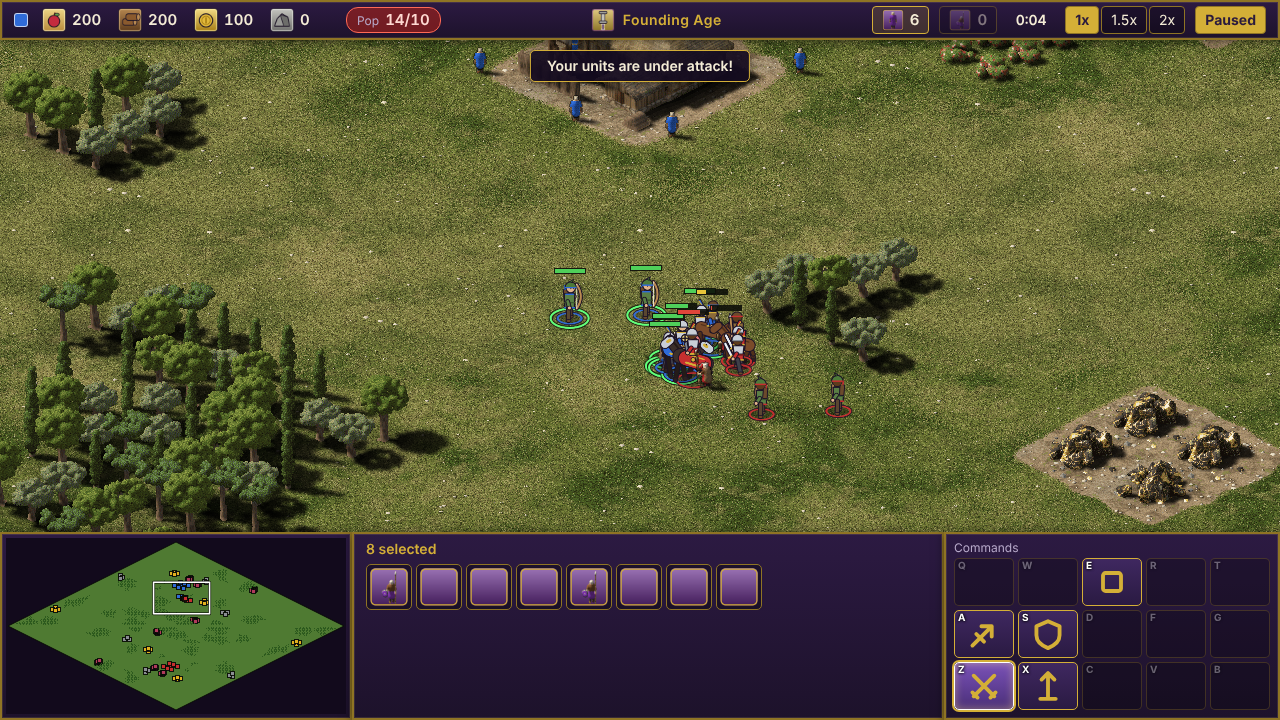 200 200 100 0 Pop 14/10 Founding Age 6 0 0:04 1x 1.5x 2x Paused
Your units are under attack!
8 selected
Commands
Q W E R T
A S D F G
Z X C V B